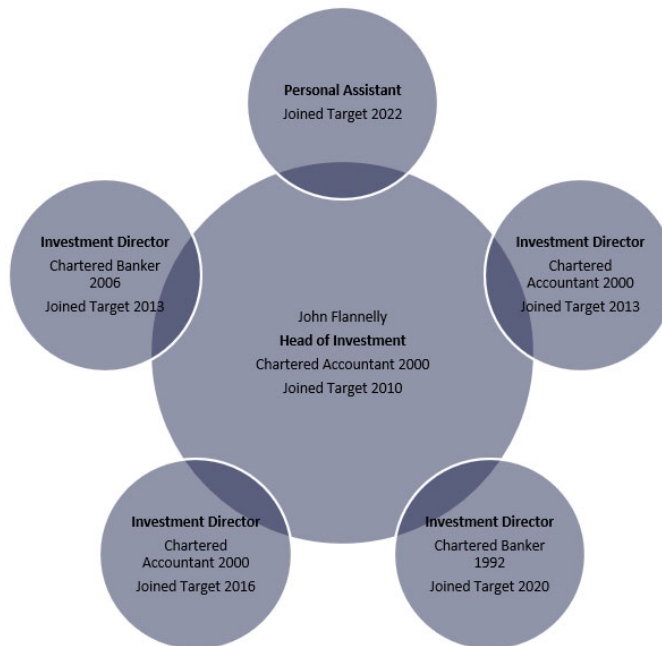 Personal Assistant
Joined Target 2022
Investment Director
Chartered Banker
2006
Joined Target 2013
Investment Director
Chartered
Accountant 2000
Joined Target 2013
John Flannelly
Head of Investment
Chartered Accountant 2000
Joined Target 2010
Investment Director
Chartered
Accountant 2000
Joined Target 2016
Investment Director
Chartered Banker
1992
Joined Target 2020